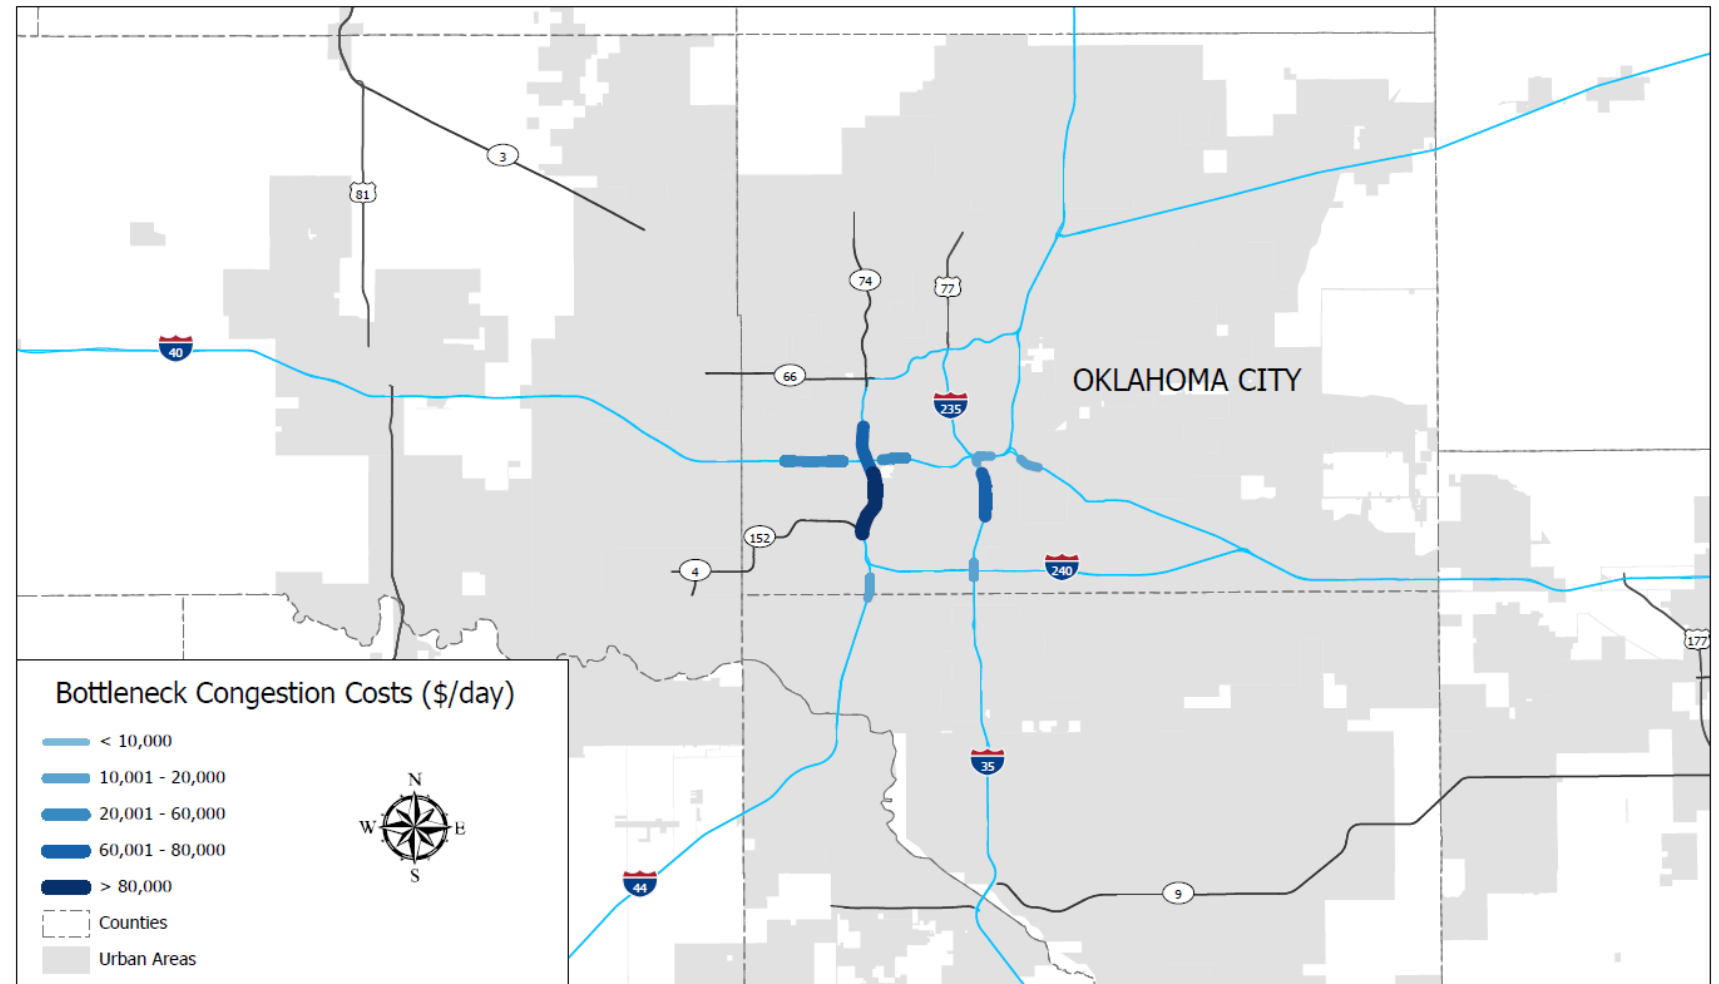 3
81
74
77
40
66
OKLAHOMA CITY
235
152
4
240
177
35
44
9
Bottleneck Congestion Costs ($/day)
< 10,000
10,001 - 20,000
20,001 - 60,000
60,001 - 80,000
> 80,000
Counties
Urban Areas
N
W E
S